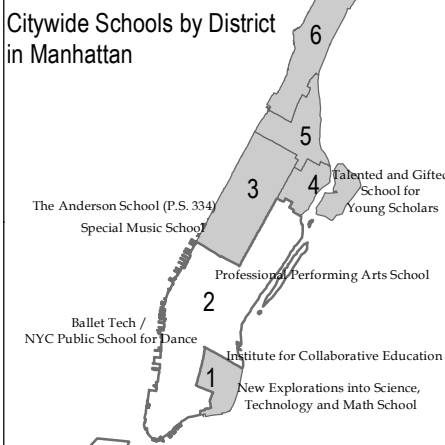 Citywide Schools by District
in Manhattan
6
5
4
3
Talented and Gifted
School for
Young Scholars
The Anderson School (P.S. 334)
Special Music School
Professional Performing Arts School
2
Ballet Tech /
NYC Public School for Dance
Institute for Collaborative Education
1
New Explorations into Science,
Technology and Math School